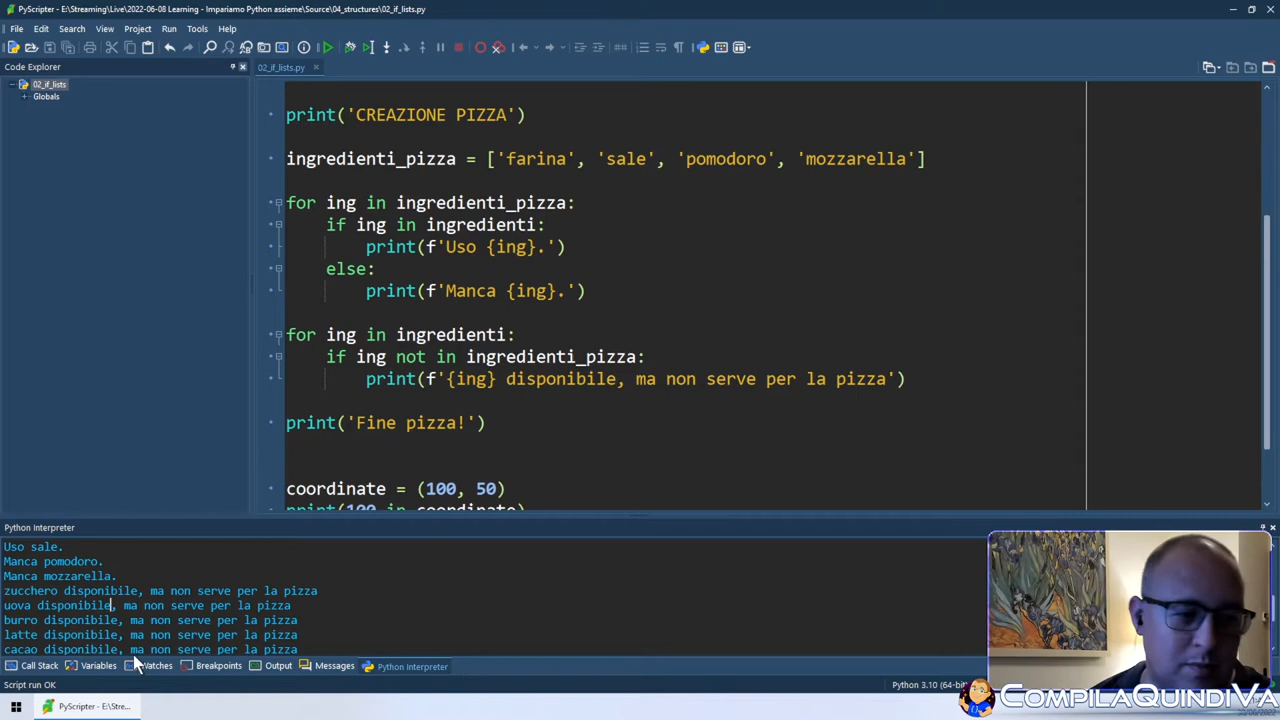 PyScripter - E:\Streaming\Live\2022-06-08 Learning - Impariamo Python assieme\Source\04_structures\02_if_lists.py
File Edit Search View Project Run Tools Help
Code Explorer
02_if_lists.py
02_if_lists
Globals
print('CREAZIONE PIZZA')
ingredienti_pizza = ['farina', 'sale', 'pomodoro', 'mozzarella']
for ing in ingredienti_pizza:
if ing in ingredienti:
print(f'Uso {ing}.')
else:
print(f'Manca {ing}.')
for ing in ingredienti:
if ing not in ingredienti_pizza:
print(f'{ing} disponibile, ma non serve per la pizza')
print('Fine pizza!')
coordinate = (100, 50)
print(100 in coordinate)
Python Interpreter
Uso sale.
Manca pomodoro.
Manca mozzarella.
zucchero disponibile, ma non serve per la pizza
uova disponibile, ma non serve per la pizza
burro disponibile, ma non serve per la pizza
latte disponibile, ma non serve per la pizza
cacao disponibile, ma non serve per la pizza
Call Stack Variables Watches Breakpoints Output Messages Python Interpreter
Script run OK
Python 3.10 (64-bit)
PyScripter - E:\Stre...
COMPILAQUINDIVA